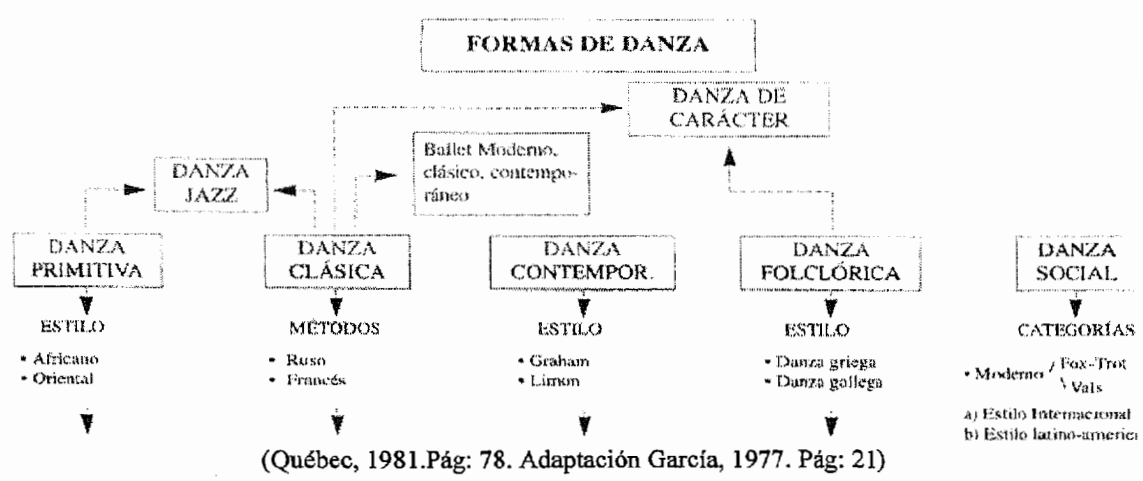 FORMAS DE DANZA
DANZA DE
CARÁCTER
Ballet Moderno,
clásico, contempo-
ráneo
DANZA
JAZZ
DANZA
PRIMITIVA
DANZA
CLÁSICA
DANZA
CONTEMPOR.
DANZA
FOLCLÓRICA
DANZA
SOCIAL
ESTILO
• Africano
• Oriental
MÉTODOS
• Ruso
• Francés
ESTILO
• Graham
• Limon
ESTILO
• Danza griega
• Danza gallega
CATEGORÍAS
• Moderno / Fox-Trot
\ Vals
a) Estilo Internacional
b) Estilo latino-americ
(Québec, 1981.Pág: 78. Adaptación García, 1977. Pág: 21)